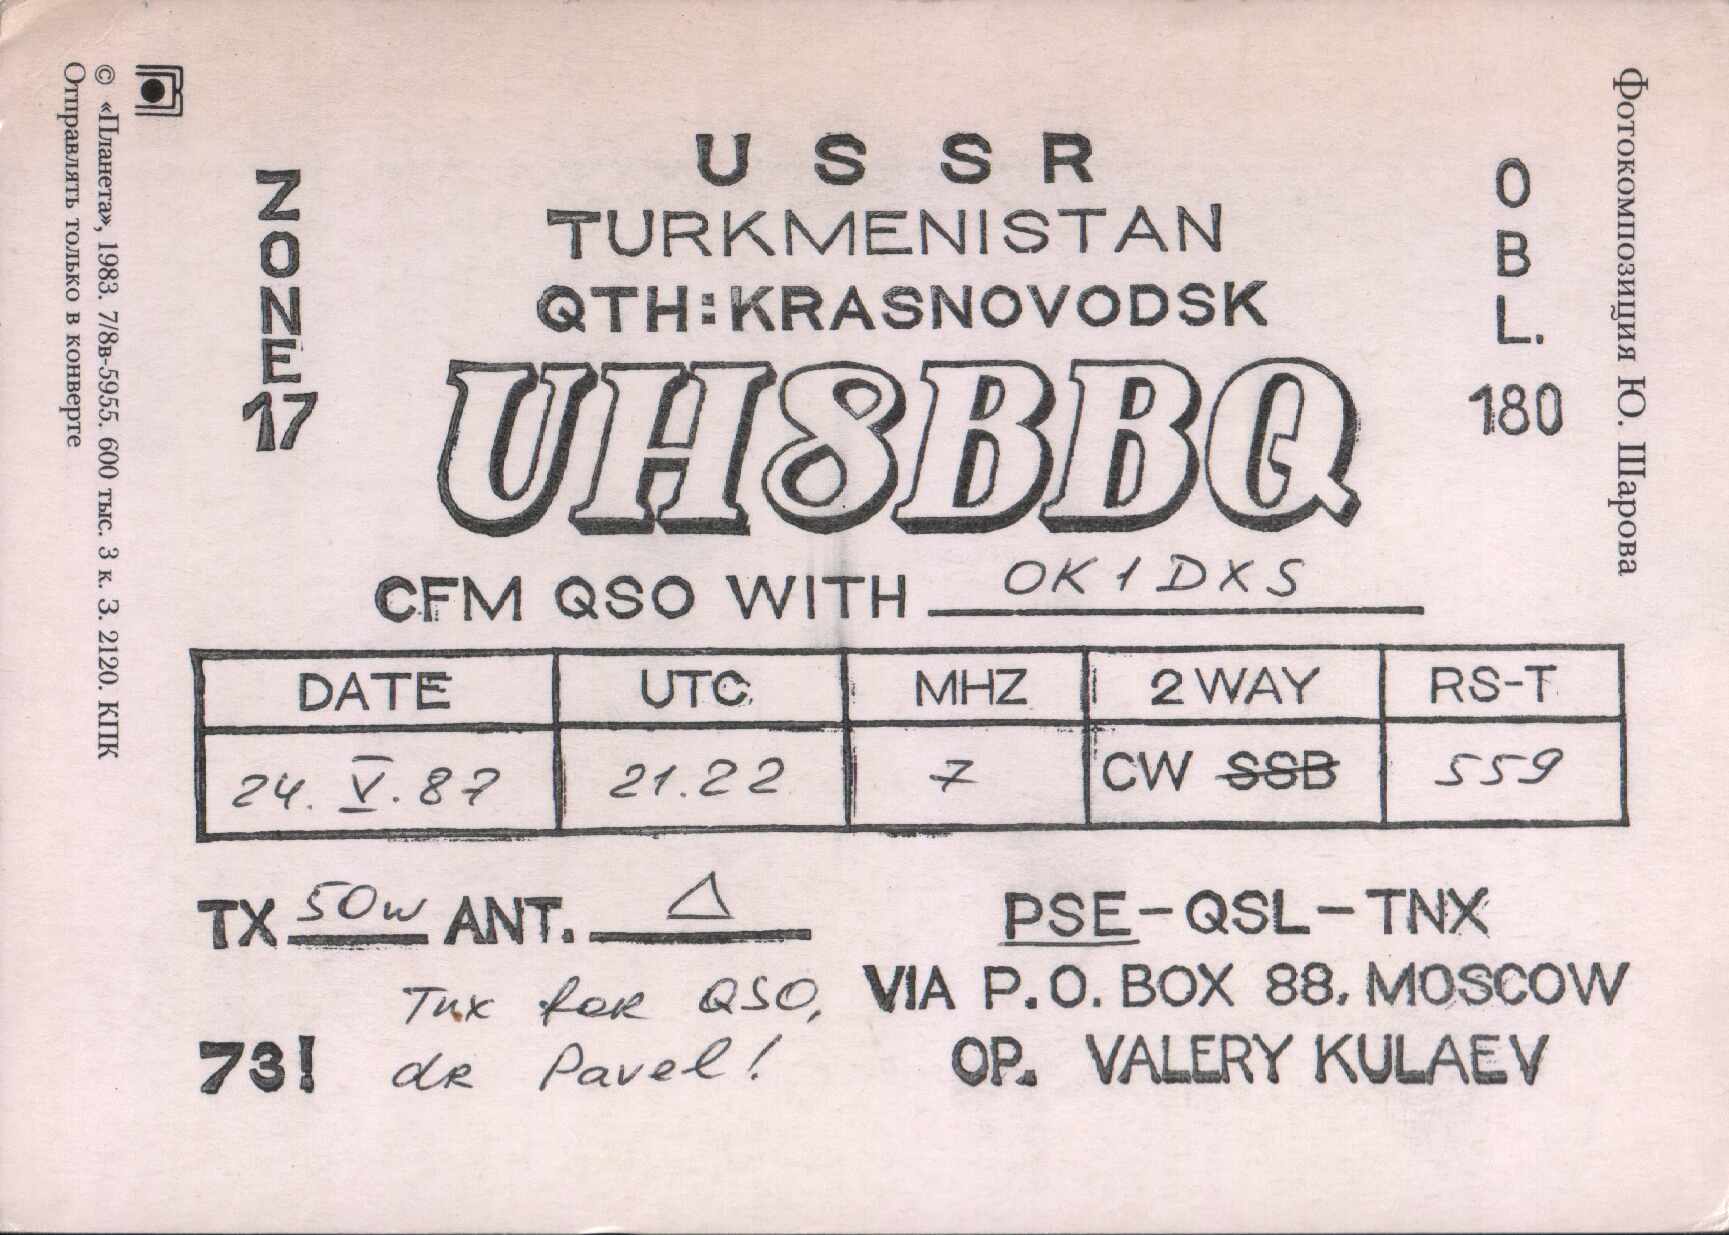 Отправлять только в конверте
© «Планета», 1983. 7/8в-5955. 600 тыс. 3 к. З. 2120. КПК
Фотокомпозиция Ю. Шарова
ZONE 17
USSR
TURKMENISTAN
QTH:KRASNOVODSK
OBL. 180
UH8BBQ
CFM QSO WITH OK1DXS
DATE UTC MHZ 2 WAY RS-T
24. V. 87 21.22 7 CW SSB 559
TX 50w ANT. △ PSE-QSL-TNX
VIA P.O. BOX 88, MOSCOW
Tnx for QSO,
73! dr Pavel! OP. VALERY KULAEV